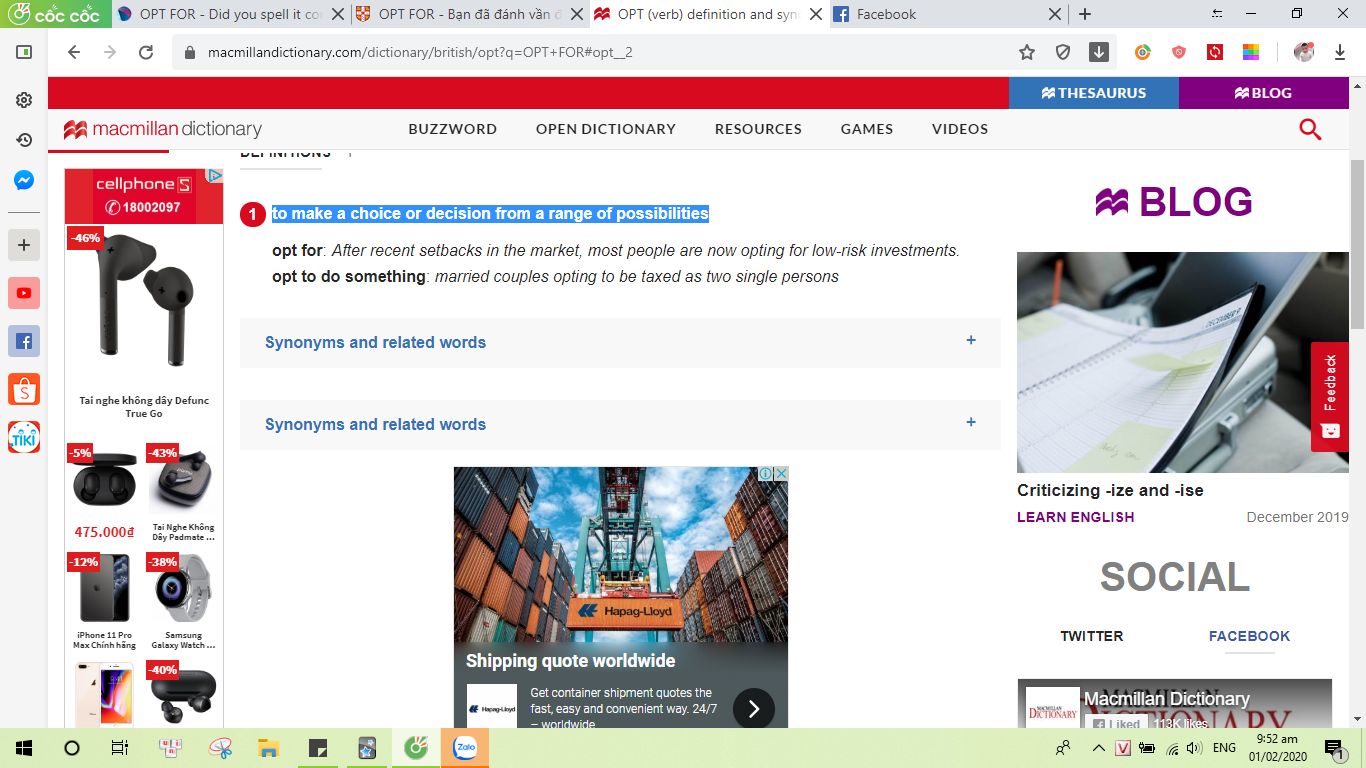 cốc cốc
OPT FOR - Did you spell it co
OPT FOR - Bạn đã đánh vần đ
OPT (verb) definition and syn
Facebook
macmillandictionary.com/dictionary/british/opt?q=OPT+FOR#opt__2
THESAURUS
BLOG
macmillan dictionary
BUZZWORD
OPEN DICTIONARY
RESOURCES
GAMES
VIDEOS
DEFINITIONS
cellphoneS
18002097
-46%
Tai nghe không dây Defunc
True Go
-5%
-43%
475.000₫
Tai Nghe Không
Dây Padmate ...
-12%
-38%
iPhone 11 Pro
Max Chính hãng
Samsung
Galaxy Watch ...
-40%
1 to make a choice or decision from a range of possibilities
opt for: After recent setbacks in the market, most people are now opting for low-risk investments.
opt to do something: married couples opting to be taxed as two single persons
Synonyms and related words +
Synonyms and related words +
Hapag-Lloyd
Shipping quote worldwide
Hapag-Lloyd
Get container shipment quotes the
fast, easy and convenient way. 24/7
– worldwide
BLOG
Criticizing -ize and -ise
LEARN ENGLISH
December 2019
Feedback
SOCIAL
TWITTER
FACEBOOK
MACMILLAN
DICTIONARY
Macmillan Dictionary
Liked
113K likes
TIKI
Zalo
ENG
9:52 am
01/02/2020
1